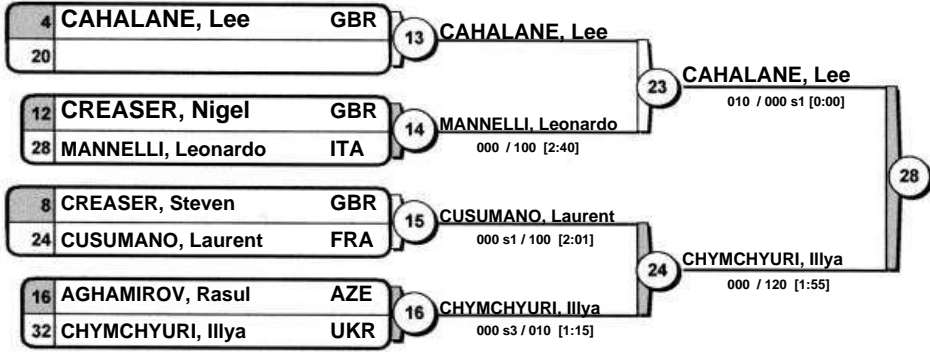 4 CAHALANE, Lee GBR
20
13
CAHALANE, Lee
12 CREASER, Nigel GBR
28 MANNELLI, Leonardo ITA
14
MANNELLI, Leonardo
000 / 100 [2:40]
23
CAHALANE, Lee
010 / 000 s1 [0:00]
8 CREASER, Steven GBR
24 CUSUMANO, Laurent FRA
15
CUSUMANO, Laurent
000 s1 / 100 [2:01]
16 AGHAMIROV, Rasul AZE
32 CHYMCHYURI, Illya UKR
16
CHYMCHYURI, Illya
000 s3 / 010 [1:15]
24
CHYMCHYURI, Illya
000 / 120 [1:55]
28